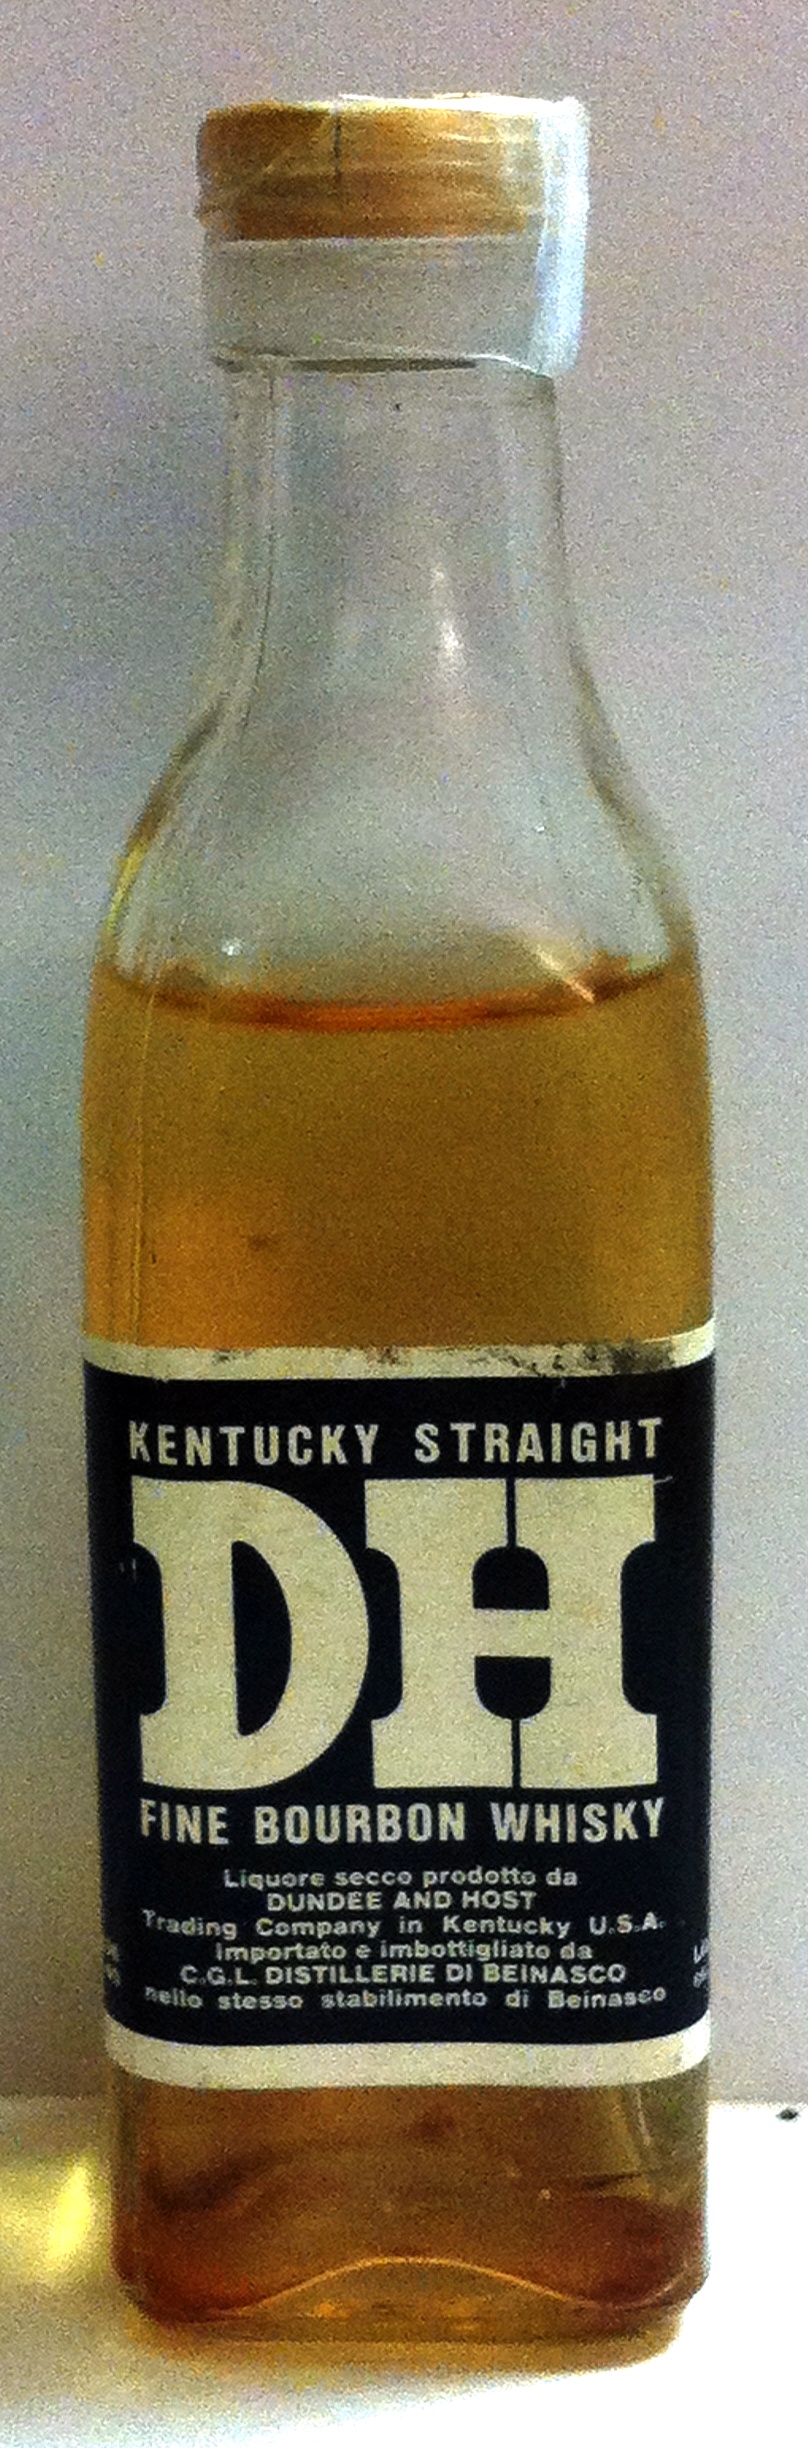 KENTUCKY STRAIGHT
DH
FINE BOURBON WHISKY
Liquore secco prodotto da
DUNDEE AND HOST
Trading Company in Kentucky U.S.A.
Importato e imbottigliato da
C.G.L. DISTILLERIE DI BEINASCO
nello stesso stabilimento di Beinasco